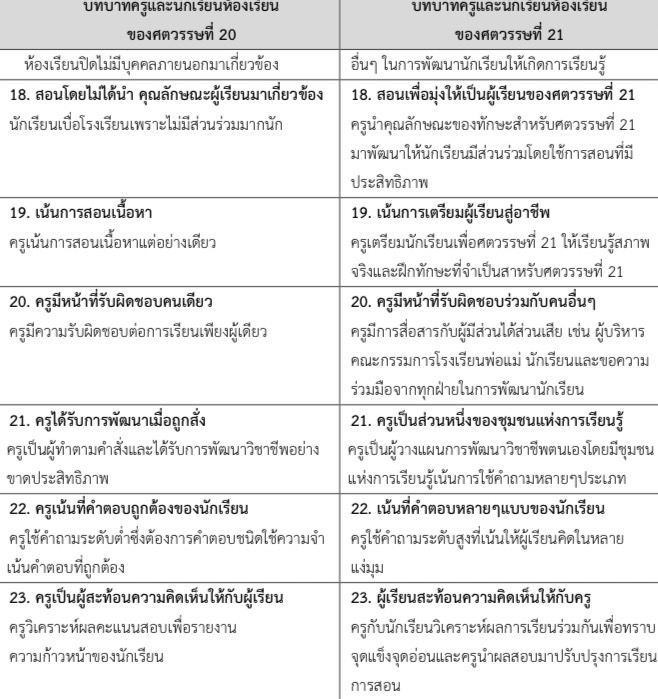 บทบาทครูและนักเรียนห้องเรียน
ของศตวรรษที่ 20
บทบาทครูและนักเรียนห้องเรียน
ของศตวรรษที่ 21
ห้องเรียนปิดไม่มีบุคคลภายนอกมาเกี่ยวข้อง
อื่นๆ ในการพัฒนานักเรียนให้เกิดการเรียนรู้
18. สอนโดยไม่ได้นำ คุณลักษณะผู้เรียนมาเกี่ยวข้อง
นักเรียนเบื่อโรงเรียนเพราะไม่มีส่วนร่วมมากนัก
18. สอนเพื่อมุ่งให้เป็นผู้เรียนของศตวรรษที่ 21
ครูนำคุณลักษณะของทักษะสำหรับศตวรรษที่ 21
มาพัฒนาให้นักเรียนมีส่วนร่วมโดยใช้การสอนที่มี
ประสิทธิภาพ
19. เน้นการสอนเนื้อหา
ครูเน้นการสอนเนื้อหาแต่อย่างเดียว
19. เน้นการเตรียมผู้เรียนสู่อาชีพ
ครูเตรียมนักเรียนเพื่อศตวรรษที่ 21 ให้เรียนรู้สภาพ
จริงและฝึกทักษะที่จำเป็นสาหรับศตวรรษที่ 21
20. ครูมีหน้าที่รับผิดชอบคนเดียว
ครูมีความรับผิดชอบต่อการเรียนเพียงผู้เดียว
20. ครูมีหน้าที่รับผิดชอบร่วมกับคนอื่นๆ
ครูมีการสื่อสารกับผู้มีส่วนได้ส่วนเสีย เช่น ผู้บริหาร
คณะกรรมการโรงเรียนพ่อแม่ นักเรียนและขอความ
ร่วมมือจากทุกฝ่ายในการพัฒนานักเรียน
21. ครูได้รับการพัฒนาเมื่อถูกสั่ง
ครูเป็นผู้ทำตามคำสั่งและได้รับการพัฒนาวิชาชีพอย่าง
ขาดประสิทธิภาพ
21. ครูเป็นส่วนหนึ่งของชุมชนแห่งการเรียนรู้
ครูเป็นผู้วางแผนการพัฒนาวิชาชีพตนเองโดยมีชุมชน
แห่งการเรียนรู้เน้นการใช้คำถามหลายๆประเภท
22. ครูเน้นที่คำตอบถูกต้องของนักเรียน
ครูใช้คำถามระดับต่ำซึ่งต้องการคำตอบชนิดใช้ความจำ
เน้นคำตอบที่ถูกต้อง
22. เน้นที่คำตอบหลายๆแบบของนักเรียน
ครูใช้คำถามระดับสูงที่เน้นให้ผู้เรียนคิดในหลาย
แง่มุม
23. ครูเป็นผู้สะท้อนความคิดเห็นให้กับผู้เรียน
ครูวิเคราะห์ผลคะแนนสอบเพื่อรายงาน
ความก้าวหน้าของนักเรียน
23. ผู้เรียนสะท้อนความคิดเห็นให้กับครู
ครูกับนักเรียนวิเคราะห์ผลการเรียนร่วมกันเพื่อทราบ
จุดแข็งจุดอ่อนและครูนำผลสอบมาปรับปรุงการเรียน
การสอน